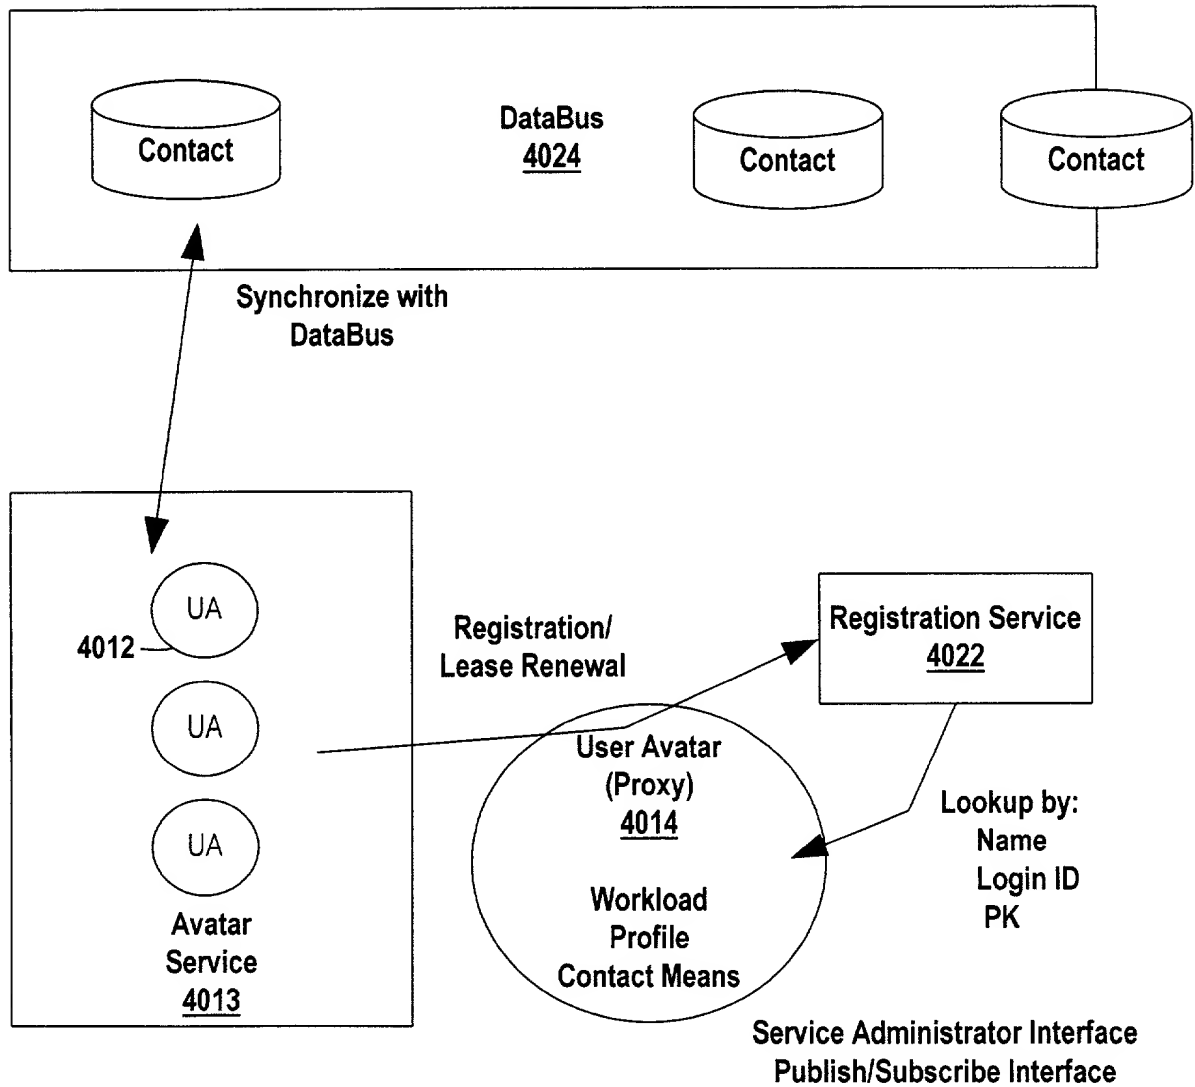 Contact
DataBus
4024
Contact
Contact
Synchronize with
DataBus
UA
4012
UA
UA
Avatar
Service
4013
Registration/
Lease Renewal
Registration Service
4022
User Avatar
(Proxy)
4014
Workload
Profile
Contact Means
Lookup by:
Name
Login ID
PK
Service Administrator Interface
Publish/Subscribe Interface